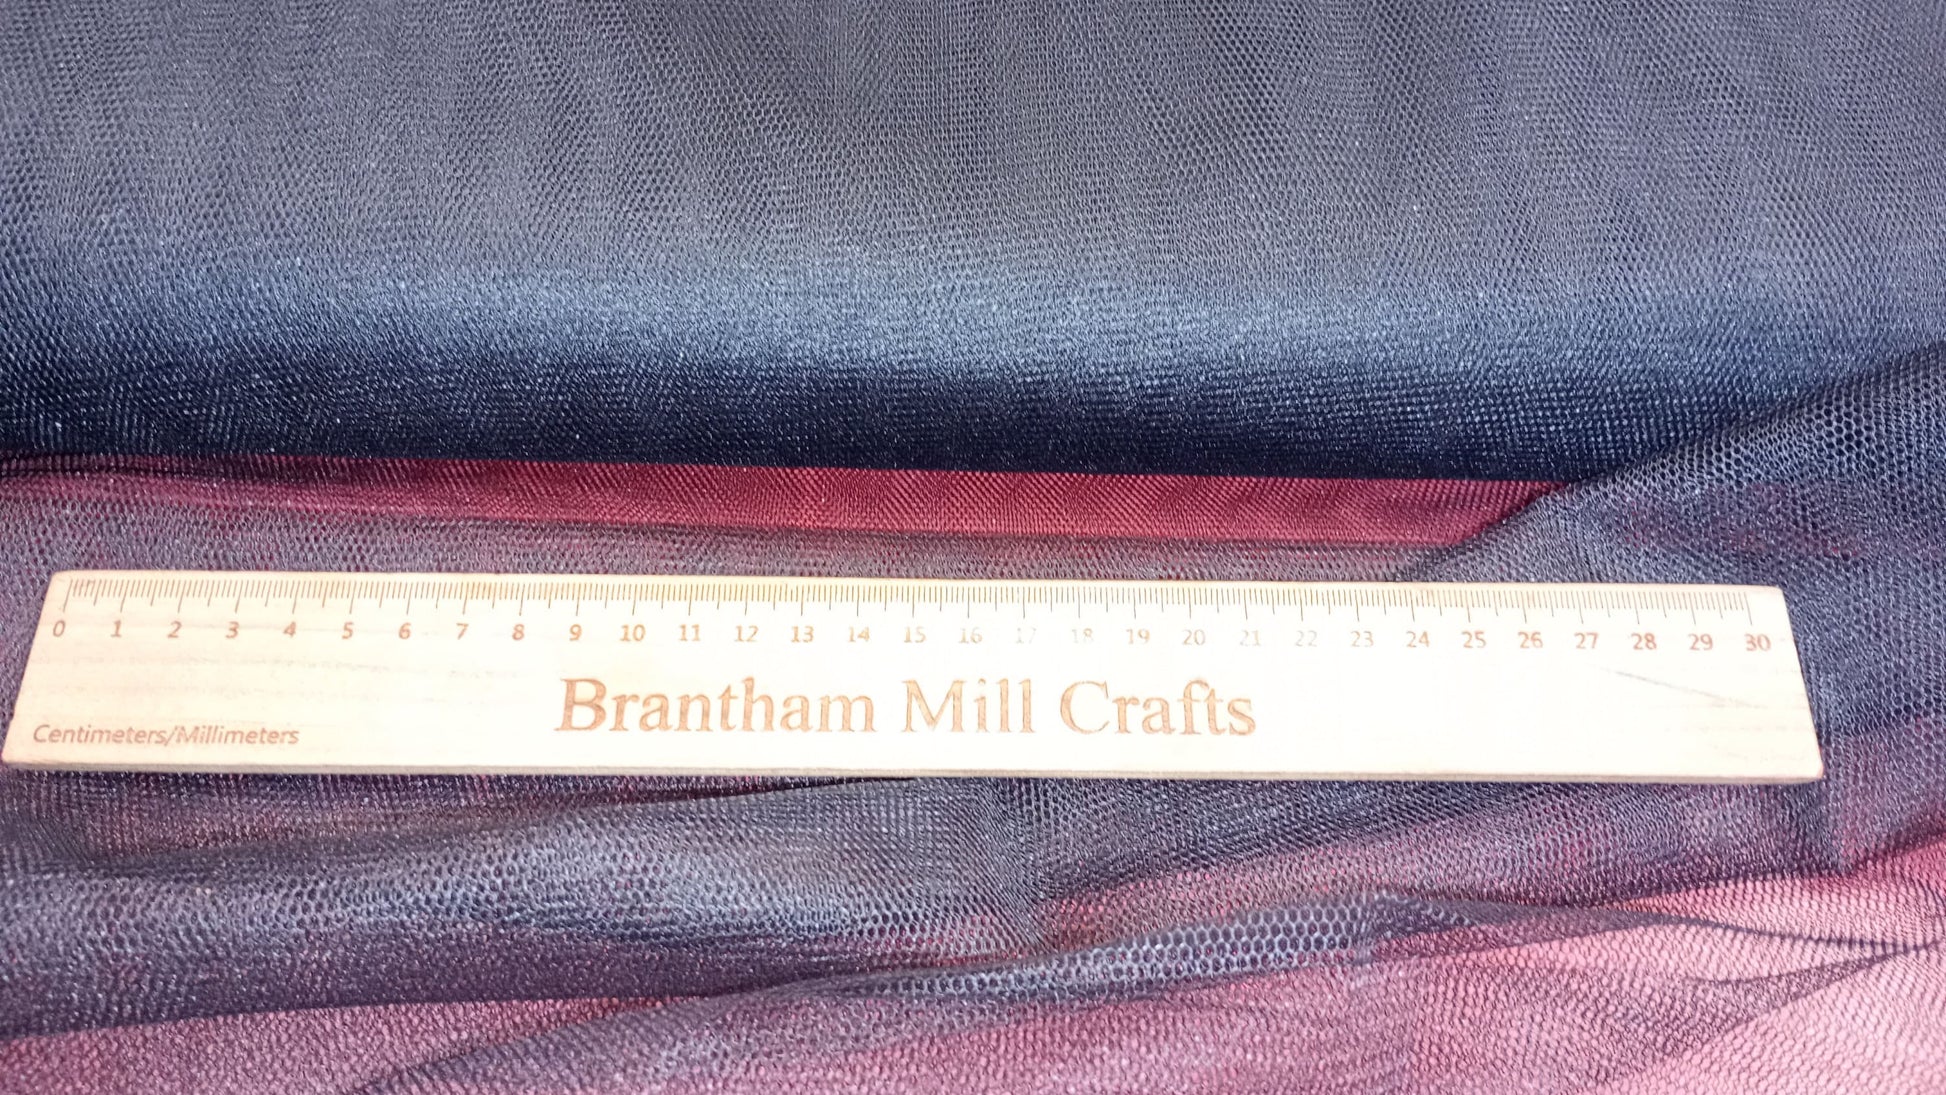 0 1 2 3 4 5 6 7 8 9 10 11 12 13 14 15 16 17 18 19 20 21 22 23 24 25 26 27 28 29 30
Brantham Mill Crafts
Centimeters/Millimeters